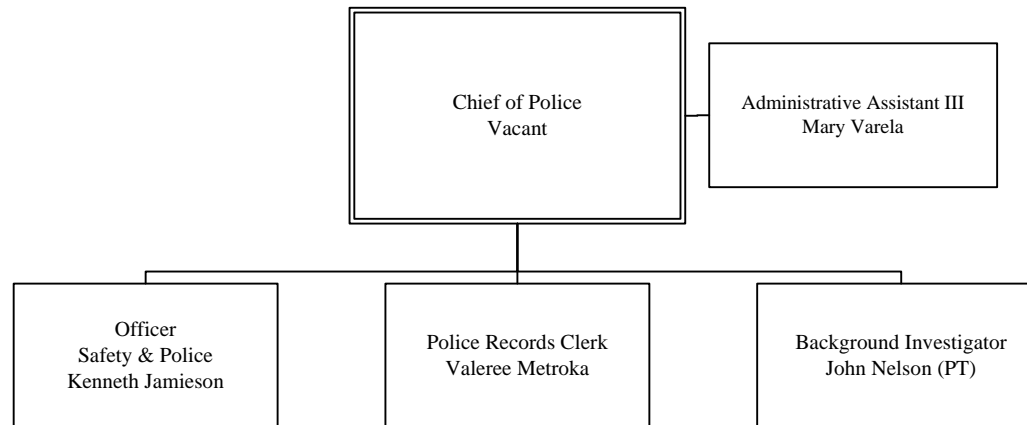 Chief of Police
Vacant
Administrative Assistant III
Mary Varela
Officer
Safety & Police
Kenneth Jamieson
Police Records Clerk
Valeree Metroka
Background Investigator
John Nelson (PT)